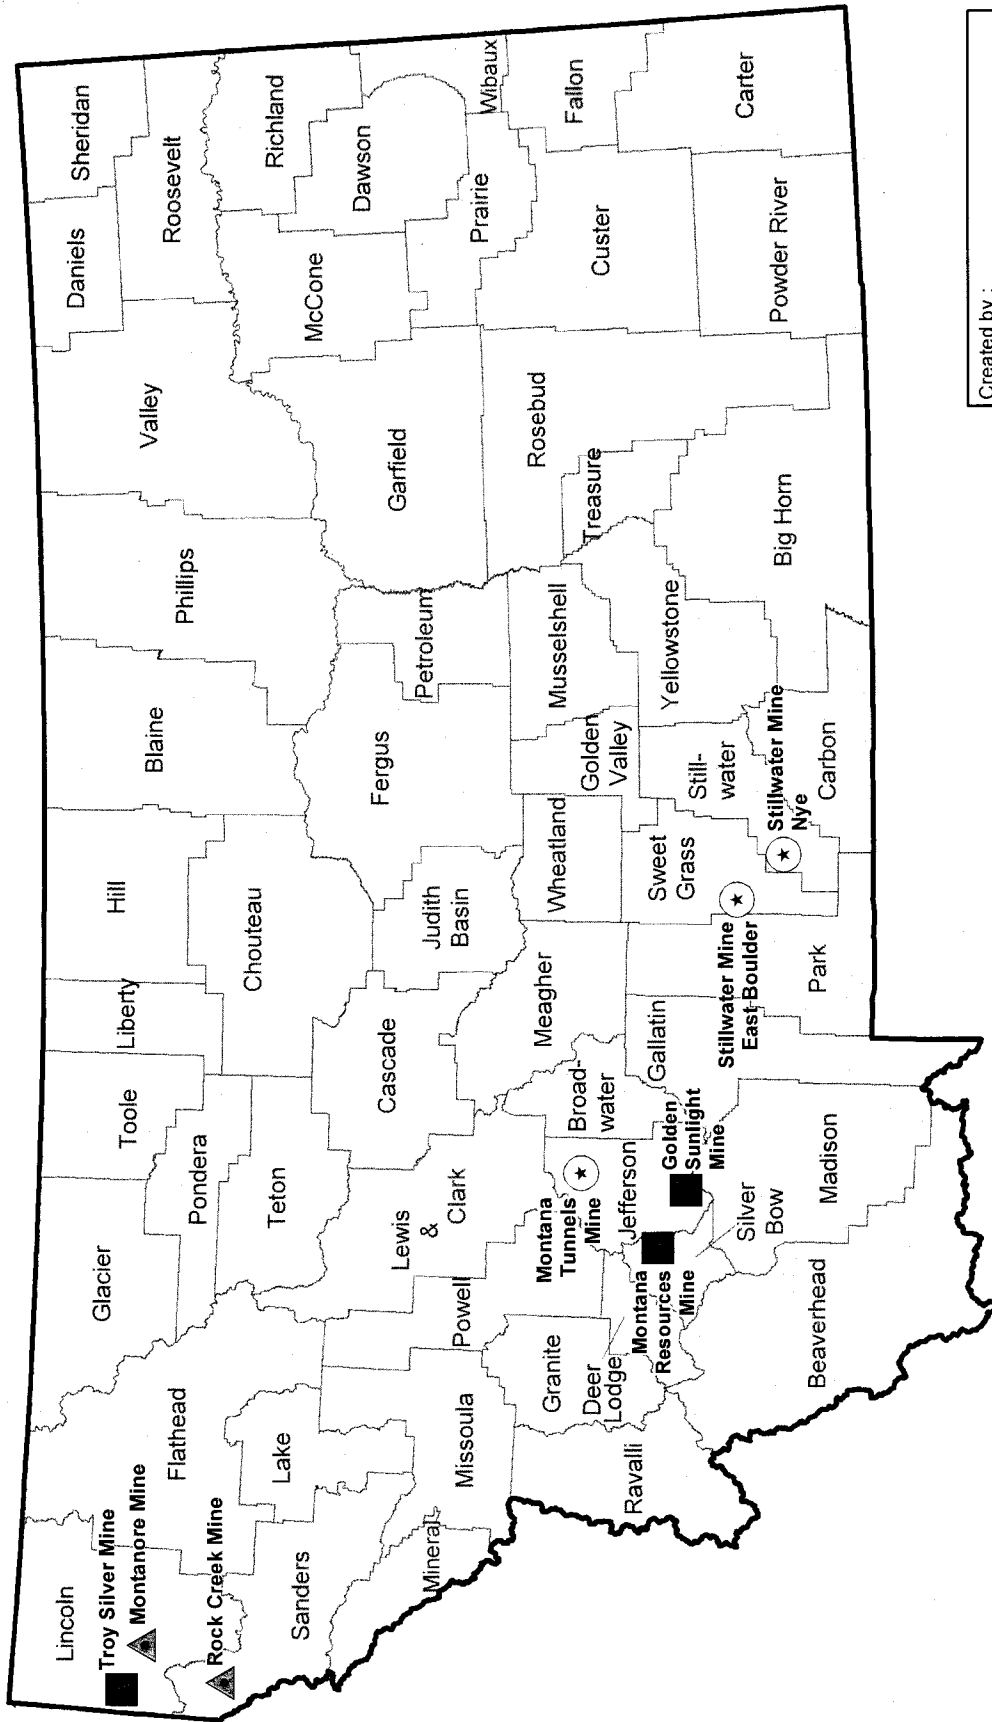 Lincoln
Troy Silver Mine
Montanore Mine
Rock Creek Mine
Flathead
Glacier
Toole
Liberty
Hill
Blaine
Phillips
Valley
Daniels
Sheridan
Roosevelt
Sanders
Lake
Pondera
Teton
Chouteau
Richland
McCone
Dawson
Garfield
Mineral
Missoula
Powell
Lewis
&
Clark
Cascade
Judith
Basin
Fergus
Petroleum
Prairie
Wibaux
Granite
Deer
Lodge
Ravalli
Montana
Tunnels
Mine
Jefferson
Broad-
water
Meagher
Wheatland
Golden
Valley
Musselshell
Treasure
Rosebud
Custer
Fallon
Montana
Resources
Mine
Golden
Sunlight
Mine
Gallatin
Sweet
Grass
Still-
water
Yellowstone
Big Horn
Powder River
Carter
Silver
Bow
Beaverhead
Madison
Park
Stillwater Mine
East Boulder
Stillwater Mine
Nye
Carbon
Created by :